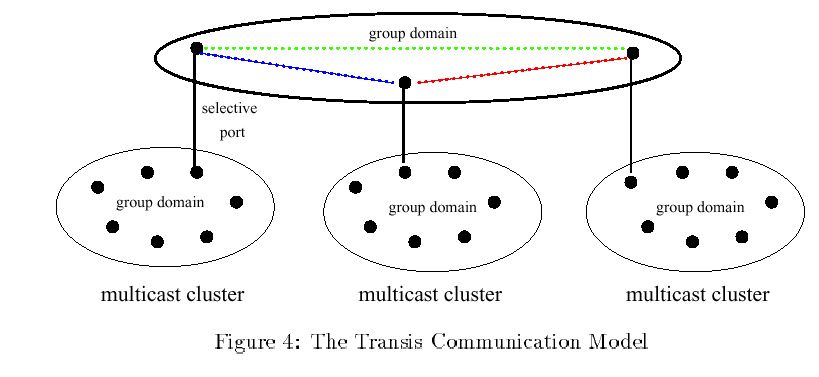 group domain
selective
port
group domain
group domain
group domain
multicast cluster
multicast cluster
multicast cluster
Figure 4: The Transis Communication Model